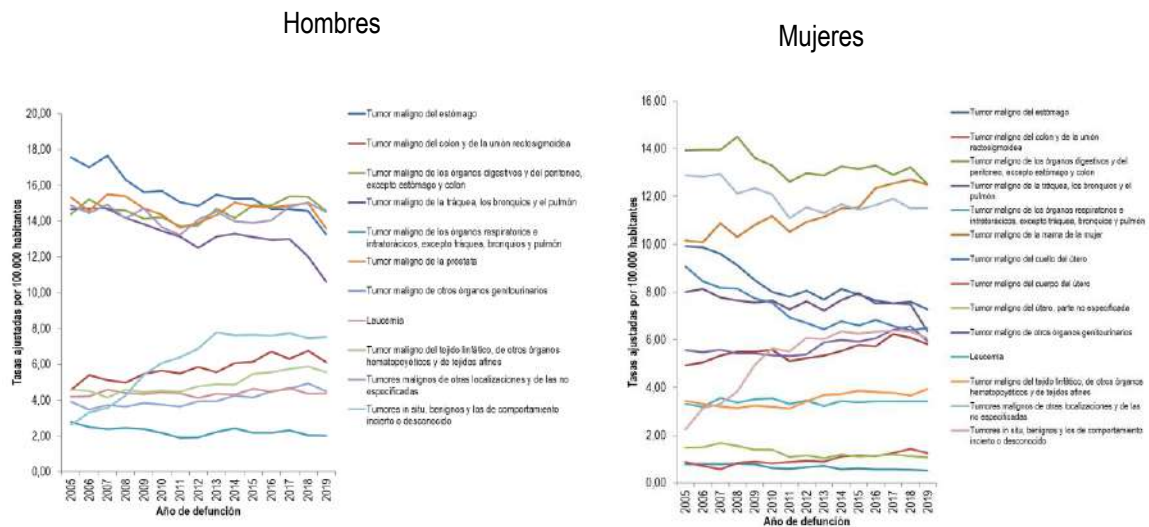 Hombres
Tasas ajustadas por 100.000 habitantes
20,00
18,00
16,00
14,00
12,00
10,00
8,00
6,00
4,00
2,00
0,00
2005
2006
2007
2008
2009
2010
2011
2012
2013
2014
2015
2016
2017
2018
2019
Año de defunción
Tumor maligno del estómago
Tumor maligno del colon y de la unión rectosigmoidea
Tumor maligno de los órganos digestivos y del peritoneo,
excepto estómago y colon
Tumor maligno de la tráquea, los bronquios y el pulmón
Tumor maligno de los órganos respiratorios e
intratorácicos, excepto tráquea, bronquios y pulmón
Tumor maligno de la próstata
Tumor maligno de otros órganos genitourinarios
Leucemia
Tumor maligno del tejido linfático, de otros órganos
hematopoyéticos y de tejidos afines
Tumores malignos de otras localizaciones y de las no
especificadas
Tumores in situ, benignos y los de comportamiento
incierto o desconocido
Mujeres
Tasas ajustadas por 100.000 habitantes
16,00
14,00
12,00
10,00
8,00
6,00
4,00
2,00
0,00
2005
2006
2007
2008
2009
2010
2011
2012
2013
2014
2015
2016
2017
2018
2019
Año de defunción
Tumor maligno del estómago
Tumor maligno del colon y de la unión
rectosigmoidea
Tumor maligno de los órganos digestivos y del
peritoneo, excepto estómago y colon
Tumor maligno de la tráquea, los bronquios y el
pulmón
Tumor maligno de los órganos respiratorios e
intratorácicos, excepto tráquea, bronquios y pulmón
Tumor maligno de la mama de la mujer
Tumor maligno del cuello del útero
Tumor maligno del cuerpo del útero
Tumor maligno del útero, parte no especificada
Tumor maligno de otros órganos genitourinarios
Leucemia
Tumor maligno del tejido linfático, de otros órganos
hematopoyéticos y de tejidos afines
Tumores malignos de otras localizaciones y de las
no especificadas
Tumores in situ, benignos y los de comportamiento
incierto o desconocido